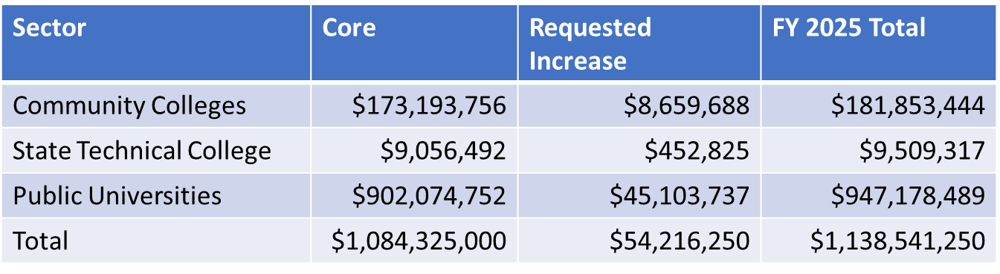 Sector Core Requested Increase FY 2025 Total
Community Colleges $173,193,756 $8,659,688 $181,853,444
State Technical College $9,056,492 $452,825 $9,509,317
Public Universities $902,074,752 $45,103,737 $947,178,489
Total $1,084,325,000 $54,216,250 $1,138,541,250